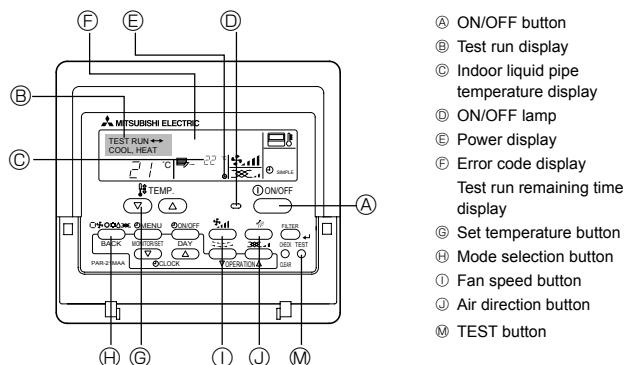 Ⓕ Ⓔ Ⓓ
Ⓑ
Ⓒ
MITSUBISHI ELECTRIC
TEST RUN ↔
COOL, HEAT
21 °C
22 °C
SIMPLE
TEMP.
ON/OFF
Ⓐ
MENU
ON/OFF
FILTER
BACK
MONITOR/SET
DAY
CHECK
TEST
PAR-21MAA
CLOCK
OPERATION
CLEAR
Ⓗ Ⓖ Ⓘ Ⓙ Ⓜ
Ⓐ ON/OFF button
Ⓑ Test run display
Ⓒ Indoor liquid pipe
temperature display
Ⓓ ON/OFF lamp
Ⓔ Power display
Ⓕ Error code display
Test run remaining time
display
Ⓖ Set temperature button
Ⓗ Mode selection button
Ⓘ Fan speed button
Ⓙ Air direction button
Ⓜ TEST button